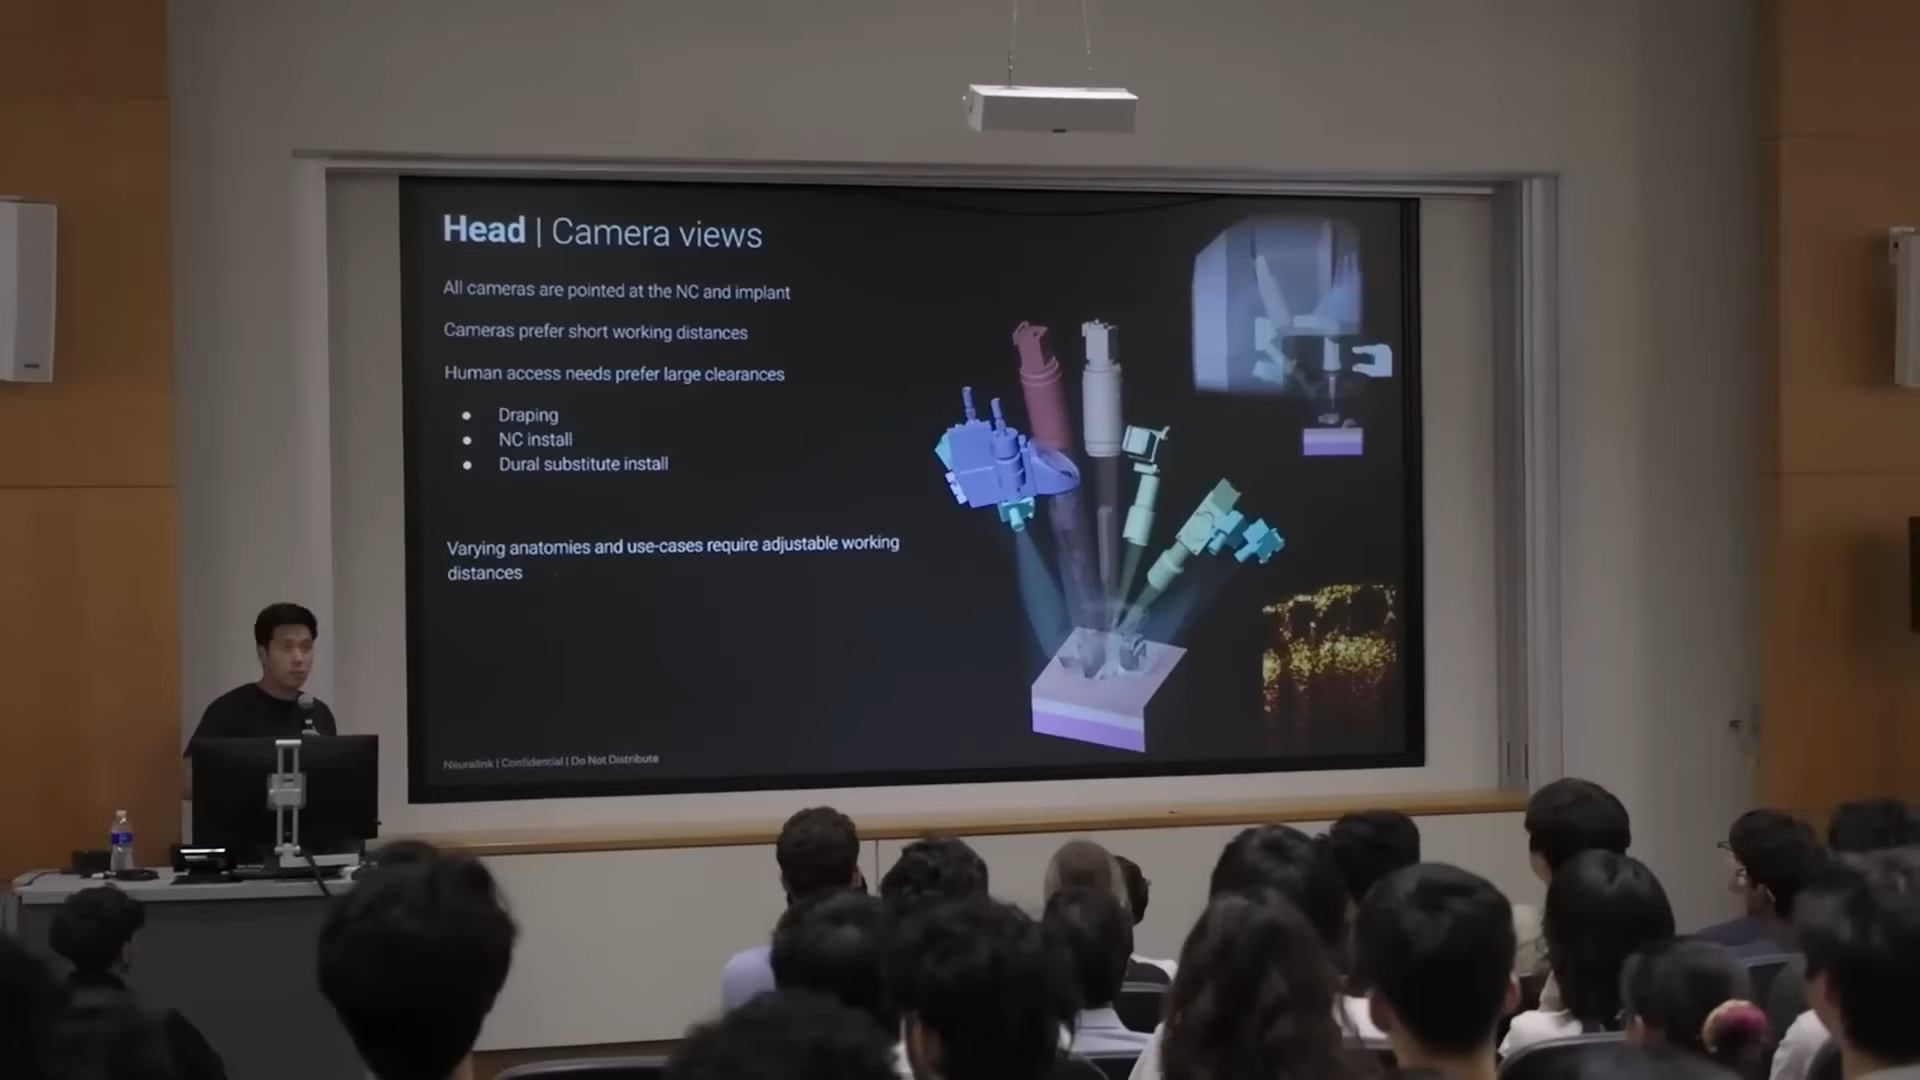 Head | Camera views
All cameras are pointed at the NC and implant
Cameras prefer short working distances
Human access needs prefer large clearances
● Draping
● NC install
● Dural substitute install
Varying anatomies and use-cases require adjustable working
distances
Neuralink | Confidential | Do Not Distribute